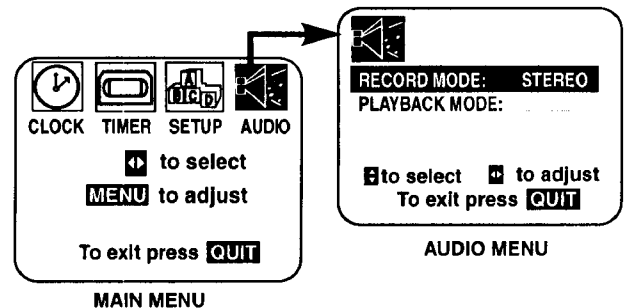 CLOCK TIMER SETUP AUDIO
to select
MENU to adjust
To exit press QUIT
MAIN MENU
RECORD MODE: STEREO
PLAYBACK MODE:
to select to adjust
To exit press QUIT
AUDIO MENU